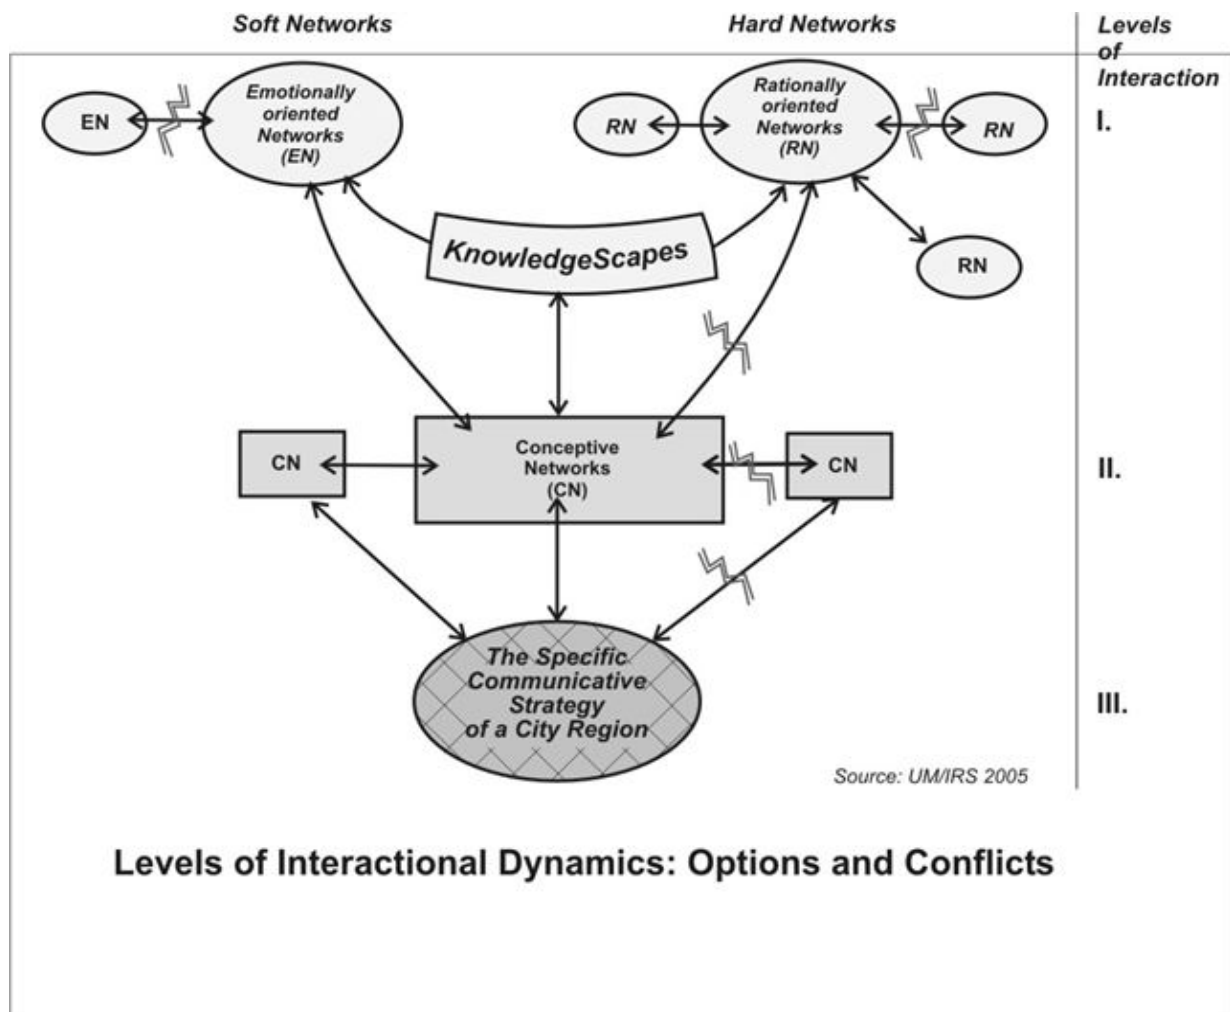 Soft Networks
Hard Networks
Levels
of
Interaction
EN
Emotionally
oriented
Networks
(EN)
RN
Rationally
oriented
Networks
(RN)
RN
I.
KnowledgeScapes
RN
CN
Conceptive
Networks
(CN)
CN
II.
The Specific
Communicative
Strategy
of a City Region
III.
Source: UM/IRS 2005
Levels of Interactional Dynamics: Options and Conflicts